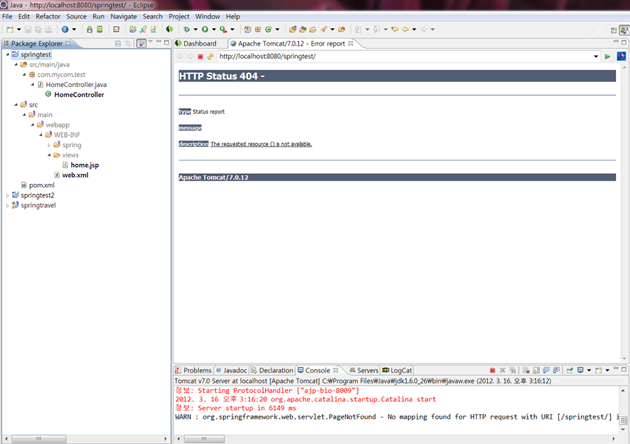 Java - http://localhost:8080/springtest/ - Eclipse
File Edit Refactor Source Run Navigate Search Project Window Help
Package Explorer
Dashboard
Apache Tomcat/7.0.12 - Error report
springtest
src/main/java
com.mycom.test
HomeController.java
HomeController
src
main
webapp
WEB-INF
spring
views
home.jsp
web.xml
pom.xml
springtest2
springtravel
http://localhost:8080/springtest/
HTTP Status 404 -
type Status report
message
description The requested resource () is not available.
Apache Tomcat/7.0.12
Problems Javadoc Declaration Console Servers LogCat
Tomcat v7.0 Server at localhost [Apache Tomcat] C:₩Program Files₩Java₩jdk1.6.0_26₩bin₩javaw.exe (2012. 3. 16. 오후 3:16:12)
정보: Starting ProtocolHandler ["ajp-bio-8009"]
2012. 3. 16 오후 3:16:20 org.apache.catalina.startup.Catalina start
정보: Server startup in 6149 ms
WARN : org.springframework.web.servlet.PageNotFound - No mapping found for HTTP request with URI [/springtest/] i